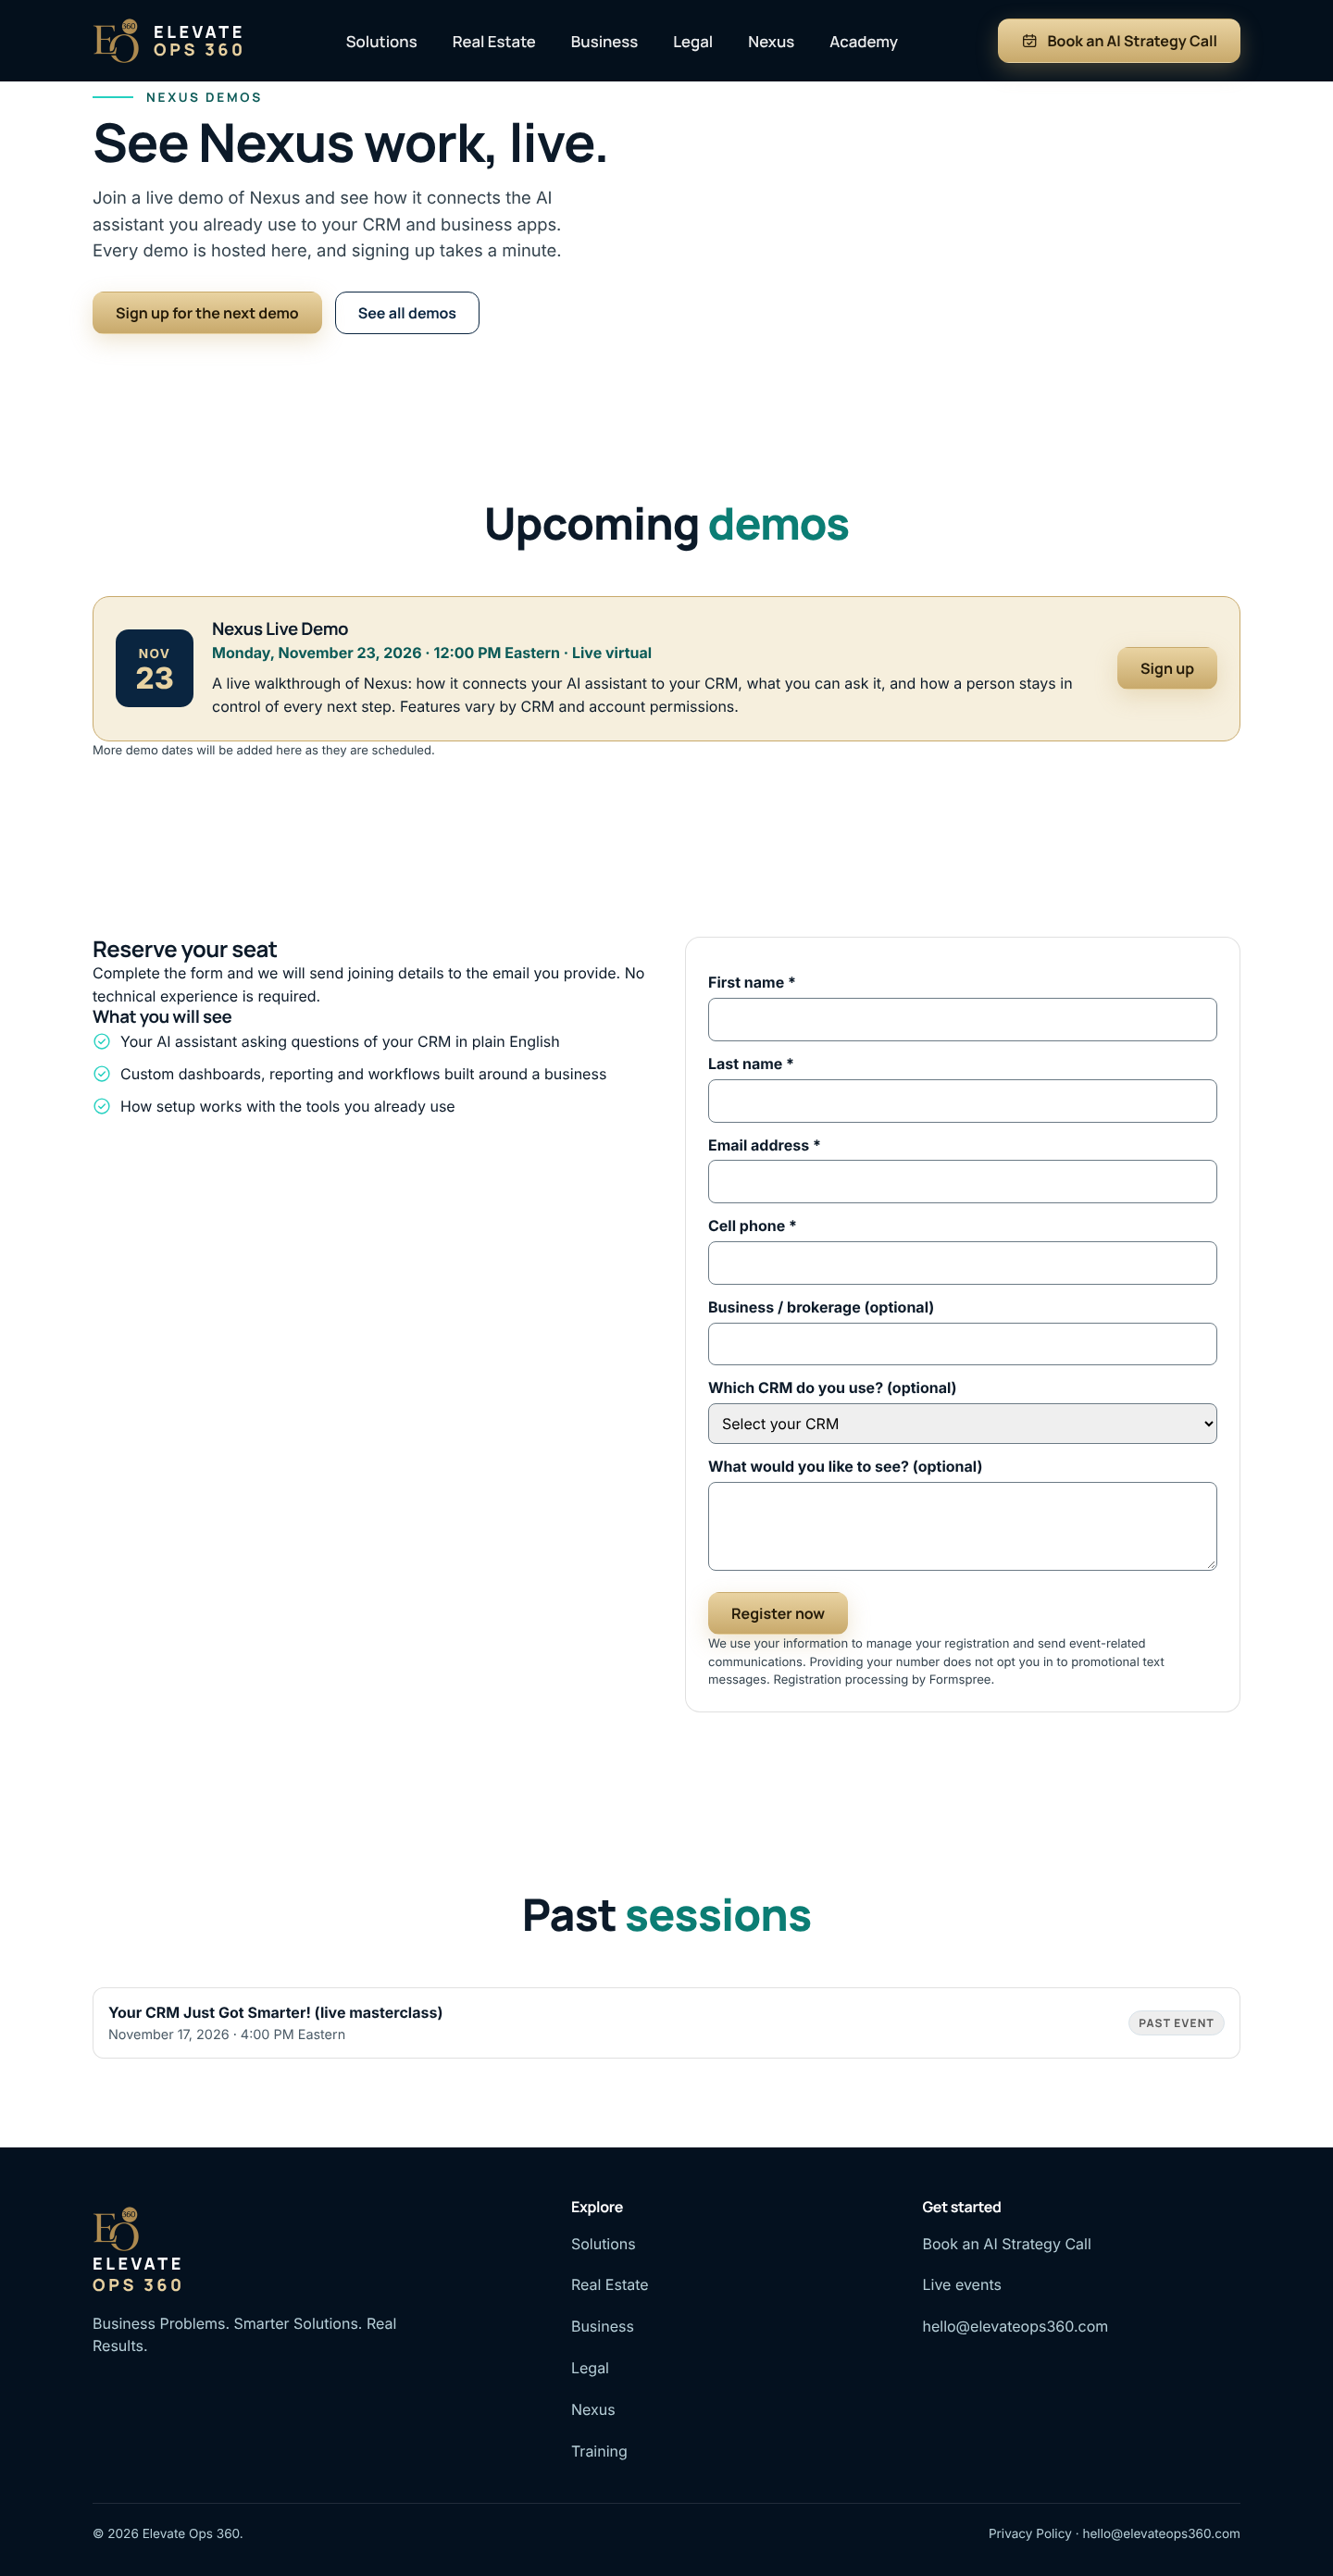 EO 360
ELEVATE
OPS 360
Solutions
Real Estate
Business
Legal
Nexus
Academy
Book an AI Strategy Call
NEXUS DEMOS
See Nexus work, live.
Join a live demo of Nexus and see how it connects the AI
assistant you already use to your CRM and business apps.
Every demo is hosted here, and signing up takes a minute.
Sign up for the next demo
See all demos
Upcoming demos
NOV
23
Nexus Live Demo
Monday, November 23, 2026 · 12:00 PM Eastern · Live virtual
A live walkthrough of Nexus: how it connects your AI assistant to your CRM, what you can ask it, and how a person stays in
control of every next step. Features vary by CRM and account permissions.
Sign up
More demo dates will be added here as they are scheduled.
Reserve your seat
Complete the form and we will send joining details to the email you provide. No
technical experience is required.
What you will see
Your AI assistant asking questions of your CRM in plain English
Custom dashboards, reporting and workflows built around a business
How setup works with the tools you already use
First name *
Last name *
Email address *
Cell phone *
Business / brokerage (optional)
Which CRM do you use? (optional)
Select your CRM
What would you like to see? (optional)
Register now
We use your information to manage your registration and send event-related
communications. Providing your number does not opt you in to promotional text
messages. Registration processing by Formspree.
Past sessions
Your CRM Just Got Smarter! (live masterclass)
November 17, 2026 · 4:00 PM Eastern
PAST EVENT
EO 360
ELEVATE
OPS 360
Business Problems. Smarter Solutions. Real
Results.
Explore
Solutions
Real Estate
Business
Legal
Nexus
Training
Get started
Book an AI Strategy Call
Live events
hello@elevateops360.com
© 2026 Elevate Ops 360.
Privacy Policy · hello@elevateops360.com